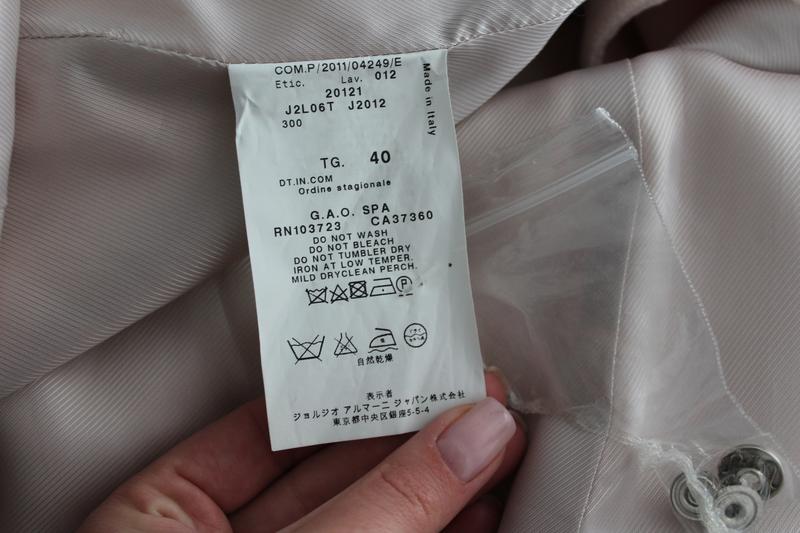 COM.P/2011/04249/E
Etic. Lav. 012
20121
J2L06T J2012
300
Made in Italy
TG. 40
DT.IN.COM
Ordine stagionale
G.A.O. SPA
RN103723 CA37360
DO NOT WASH
DO NOT BLEACH
DO NOT TUMBLER DRY
IRON AT LOW TEMPER.
MILD DRYCLEAN PERCH.
P
自然乾燥
表示者
ジョルジオ アルマーニ ジャパン株式会社
東京都中央区銀座5-5-4